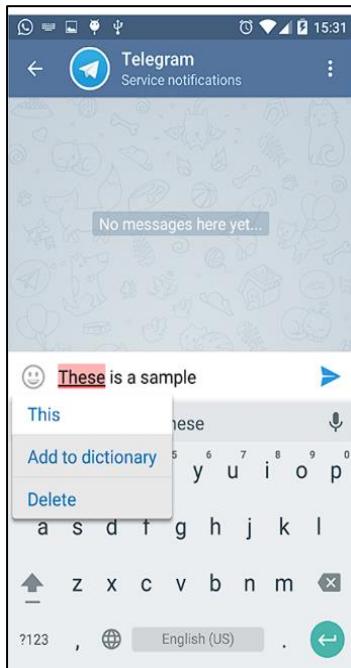 15:31
Telegram
Service notifications
No messages here yet...
These is a sample
This
hese
Add to dictionary
Delete
5 6 7 8 9 0
y u i o p
a s d f g h j k l
z x c v b n m
?123 , English (US) .